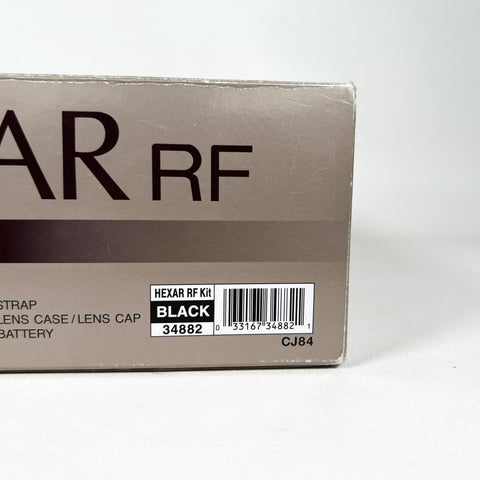 AR RF
STRAP
LENS CASE/LENS CAP
BATTERY
HEXAR RF Kit
BLACK
34882
0 33167 34882 1
CJ84